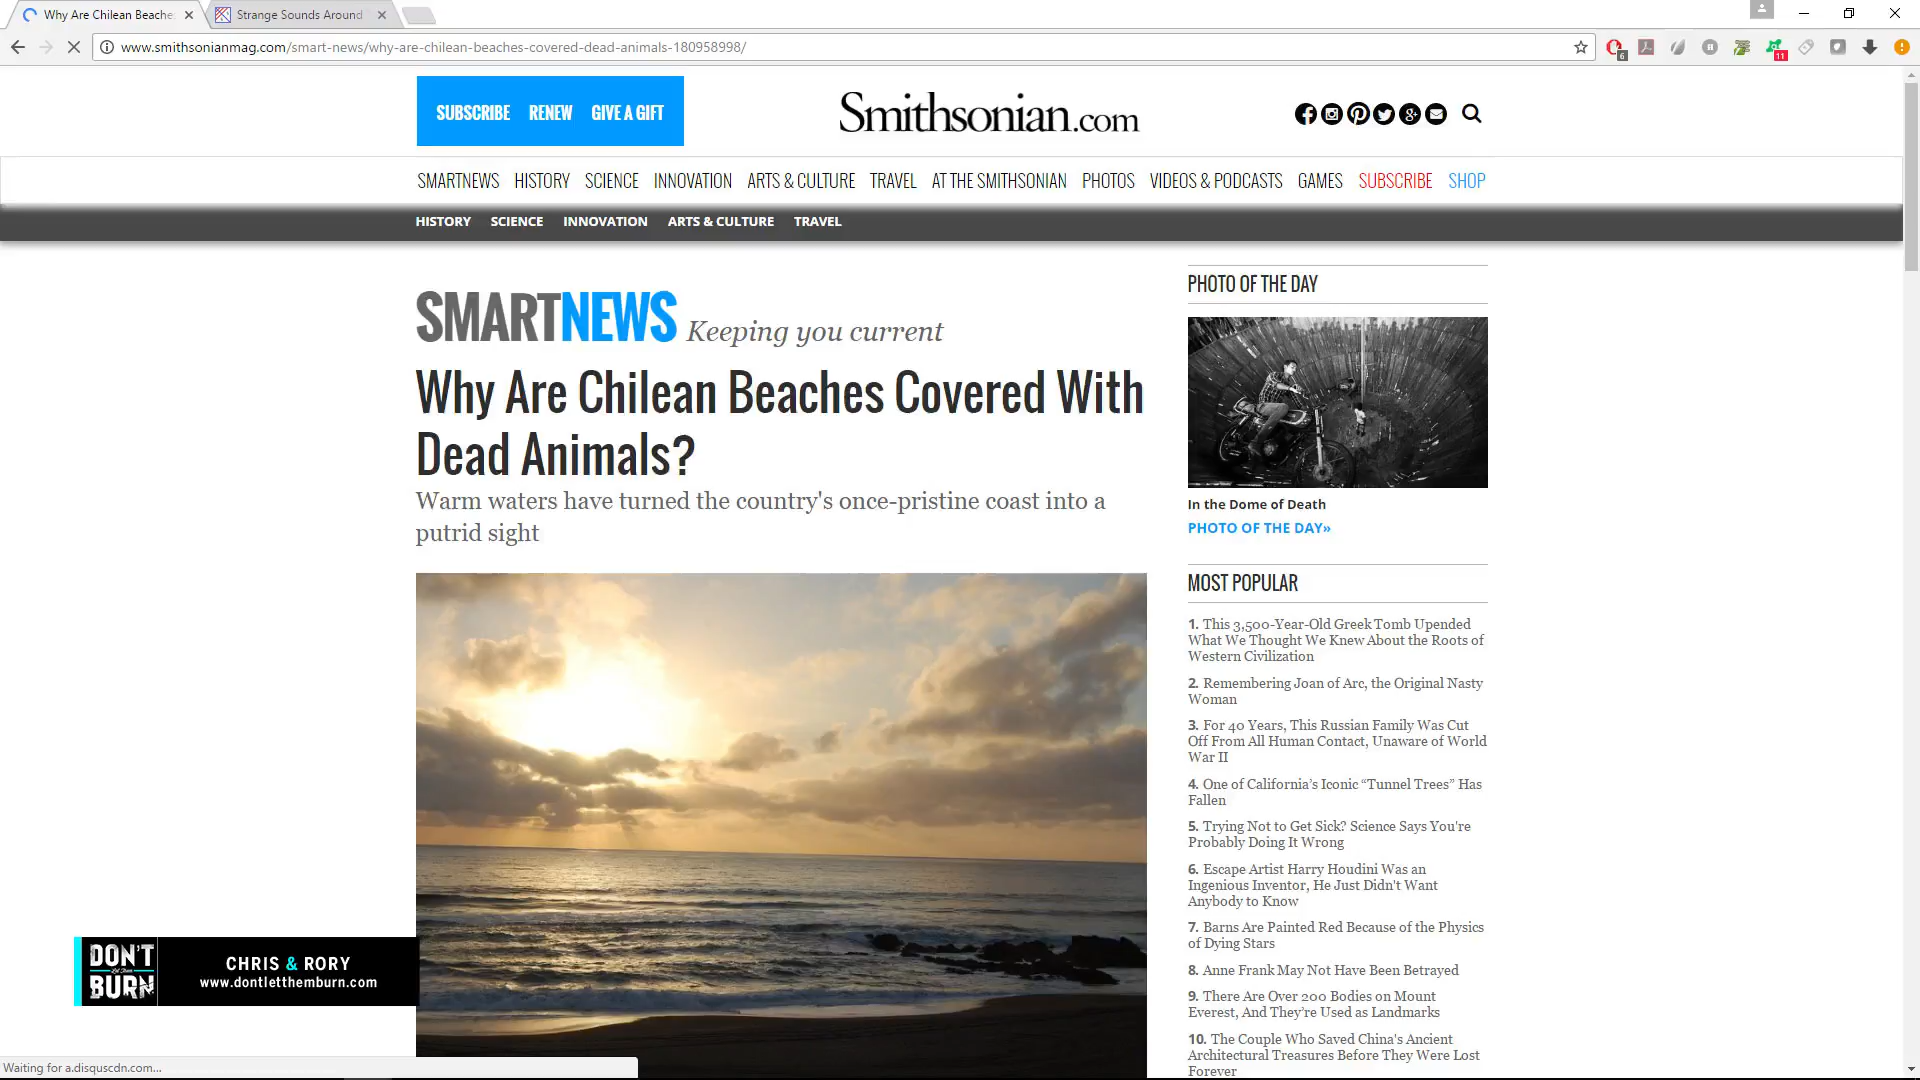 Why Are Chilean Beache
Strange Sounds Around
www.smithsonianmag.com/smart-news/why-are-chilean-beaches-covered-dead-animals-180958998/
6
11
SUBSCRIBE RENEW GIVE A GIFT
Smithsonian.com
SMARTNEWS HISTORY SCIENCE INNOVATION ARTS & CULTURE TRAVEL AT THE SMITHSONIAN PHOTOS VIDEOS & PODCASTS GAMES SUBSCRIBE SHOP
HISTORY SCIENCE INNOVATION ARTS & CULTURE TRAVEL
SMARTNEWS Keeping you current
Why Are Chilean Beaches Covered With
Dead Animals?
Warm waters have turned the country's once-pristine coast into a
putrid sight
PHOTO OF THE DAY
In the Dome of Death
PHOTO OF THE DAY»
MOST POPULAR
1. This 3,500-Year-Old Greek Tomb Upended
What We Thought We Knew About the Roots of
Western Civilization
2. Remembering Joan of Arc, the Original Nasty
Woman
3. For 40 Years, This Russian Family Was Cut
Off From All Human Contact, Unaware of World
War II
4. One of California's Iconic “Tunnel Trees” Has
Fallen
5. Trying Not to Get Sick? Science Says You're
Probably Doing It Wrong
6. Escape Artist Harry Houdini Was an
Ingenious Inventor, He Just Didn't Want
Anybody to Know
7. Barns Are Painted Red Because of the Physics
of Dying Stars
8. Anne Frank May Not Have Been Betrayed
9. There Are Over 200 Bodies on Mount
Everest, And They're Used as Landmarks
10. The Couple Who Saved China's Ancient
Architectural Treasures Before They Were Lost
Forever
DON'T
Let Them
BURN
CHRIS & RORY
www.dontletthemburn.com
Waiting for a.disquscdn.com...